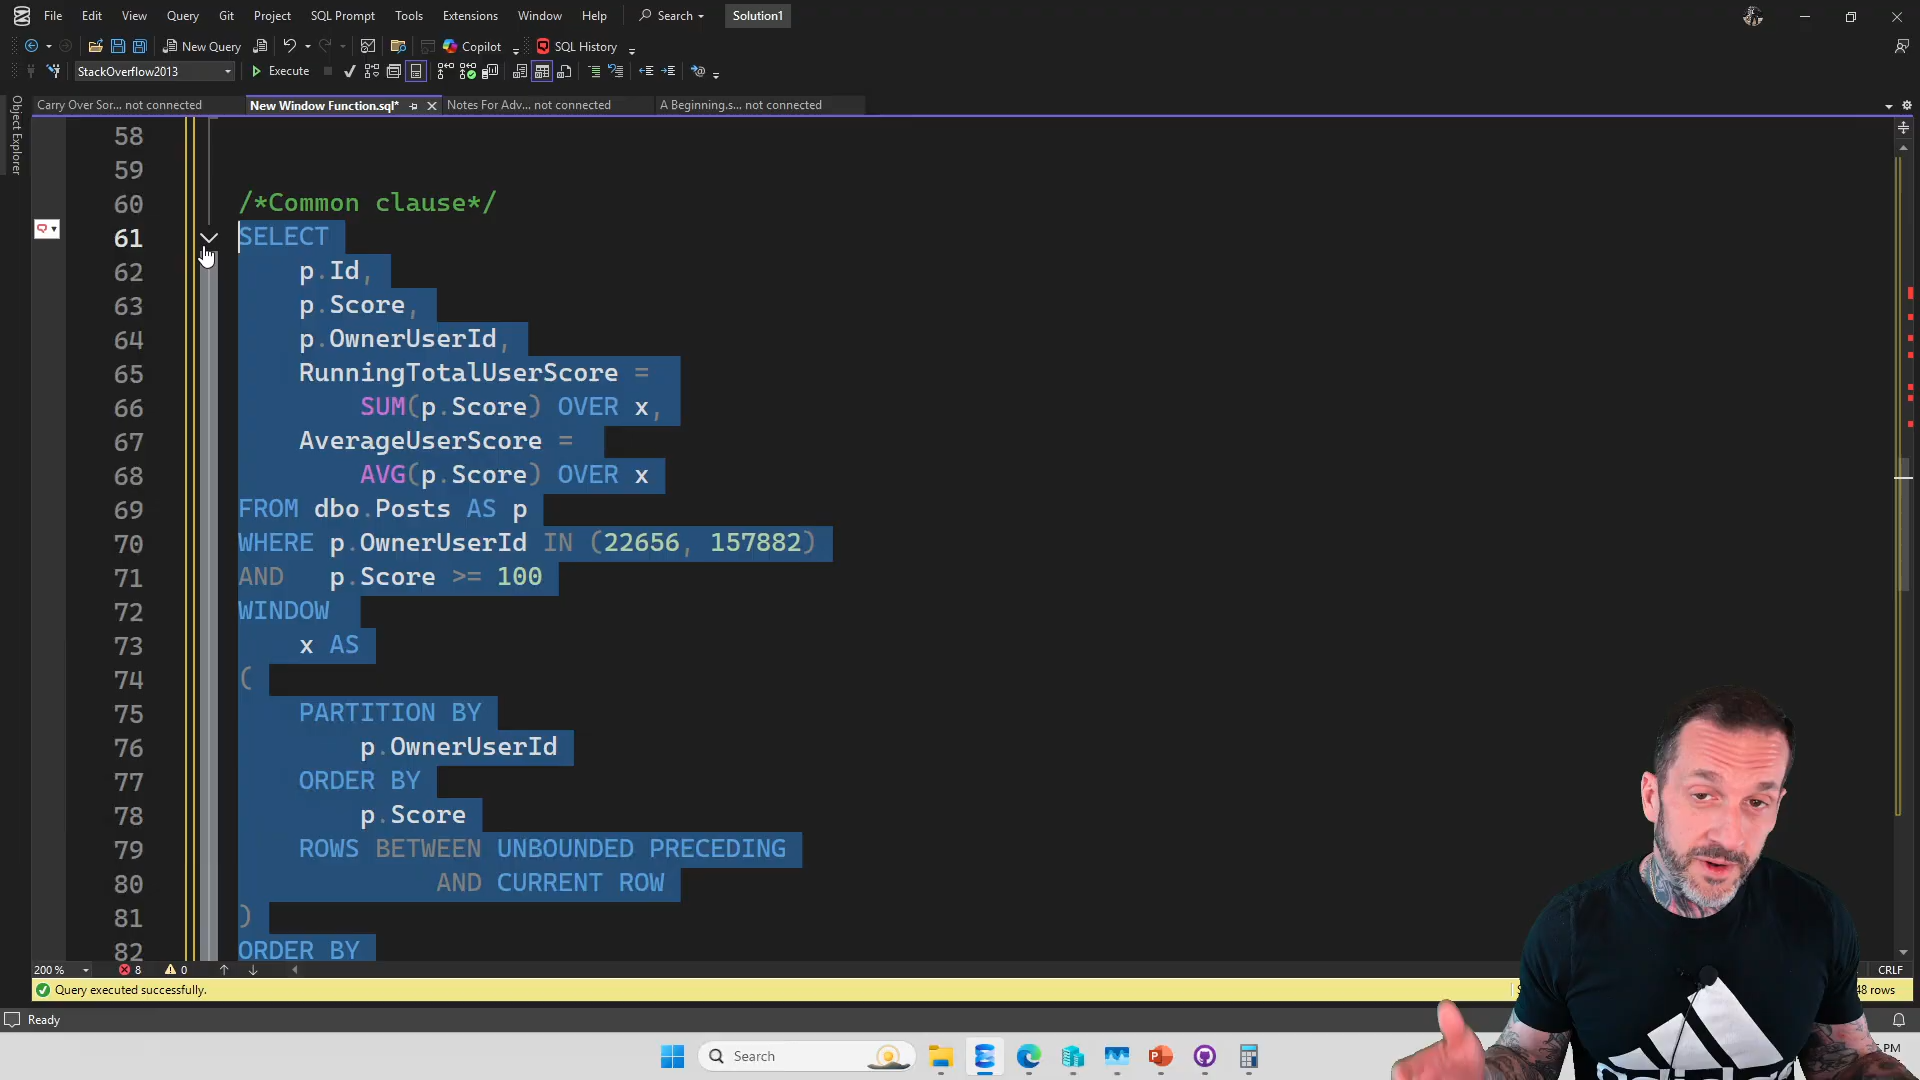 File Edit View Query Git Project SQL Prompt Tools Extensions Window Help Search Solution1
New Query Copilot SQL History
StackOverflow2013 Execute
Carry Over Sor... not connected New Window Function.sql* Notes For Adv... not connected A Beginning.s... not connected
Object Explorer
58
59
60 /*Common clause*/
61 SELECT
62 p.Id,
63 p.Score,
64 p.OwnerUserId,
65 RunningTotalUserScore =
66 SUM(p.Score) OVER x,
67 AverageUserScore =
68 AVG(p.Score) OVER x
69 FROM dbo.Posts AS p
70 WHERE p.OwnerUserId IN (22656, 157882)
71 AND p.Score >= 100
72 WINDOW
73 x AS
74 (
75 PARTITION BY
76 p.OwnerUserId
77 ORDER BY
78 p.Score
79 ROWS BETWEEN UNBOUNDED PRECEDING
80 AND CURRENT ROW
81 )
82 ORDER BY
200 % 8 0 CRLF
Query executed successfully. 48 rows
Ready
Search PM